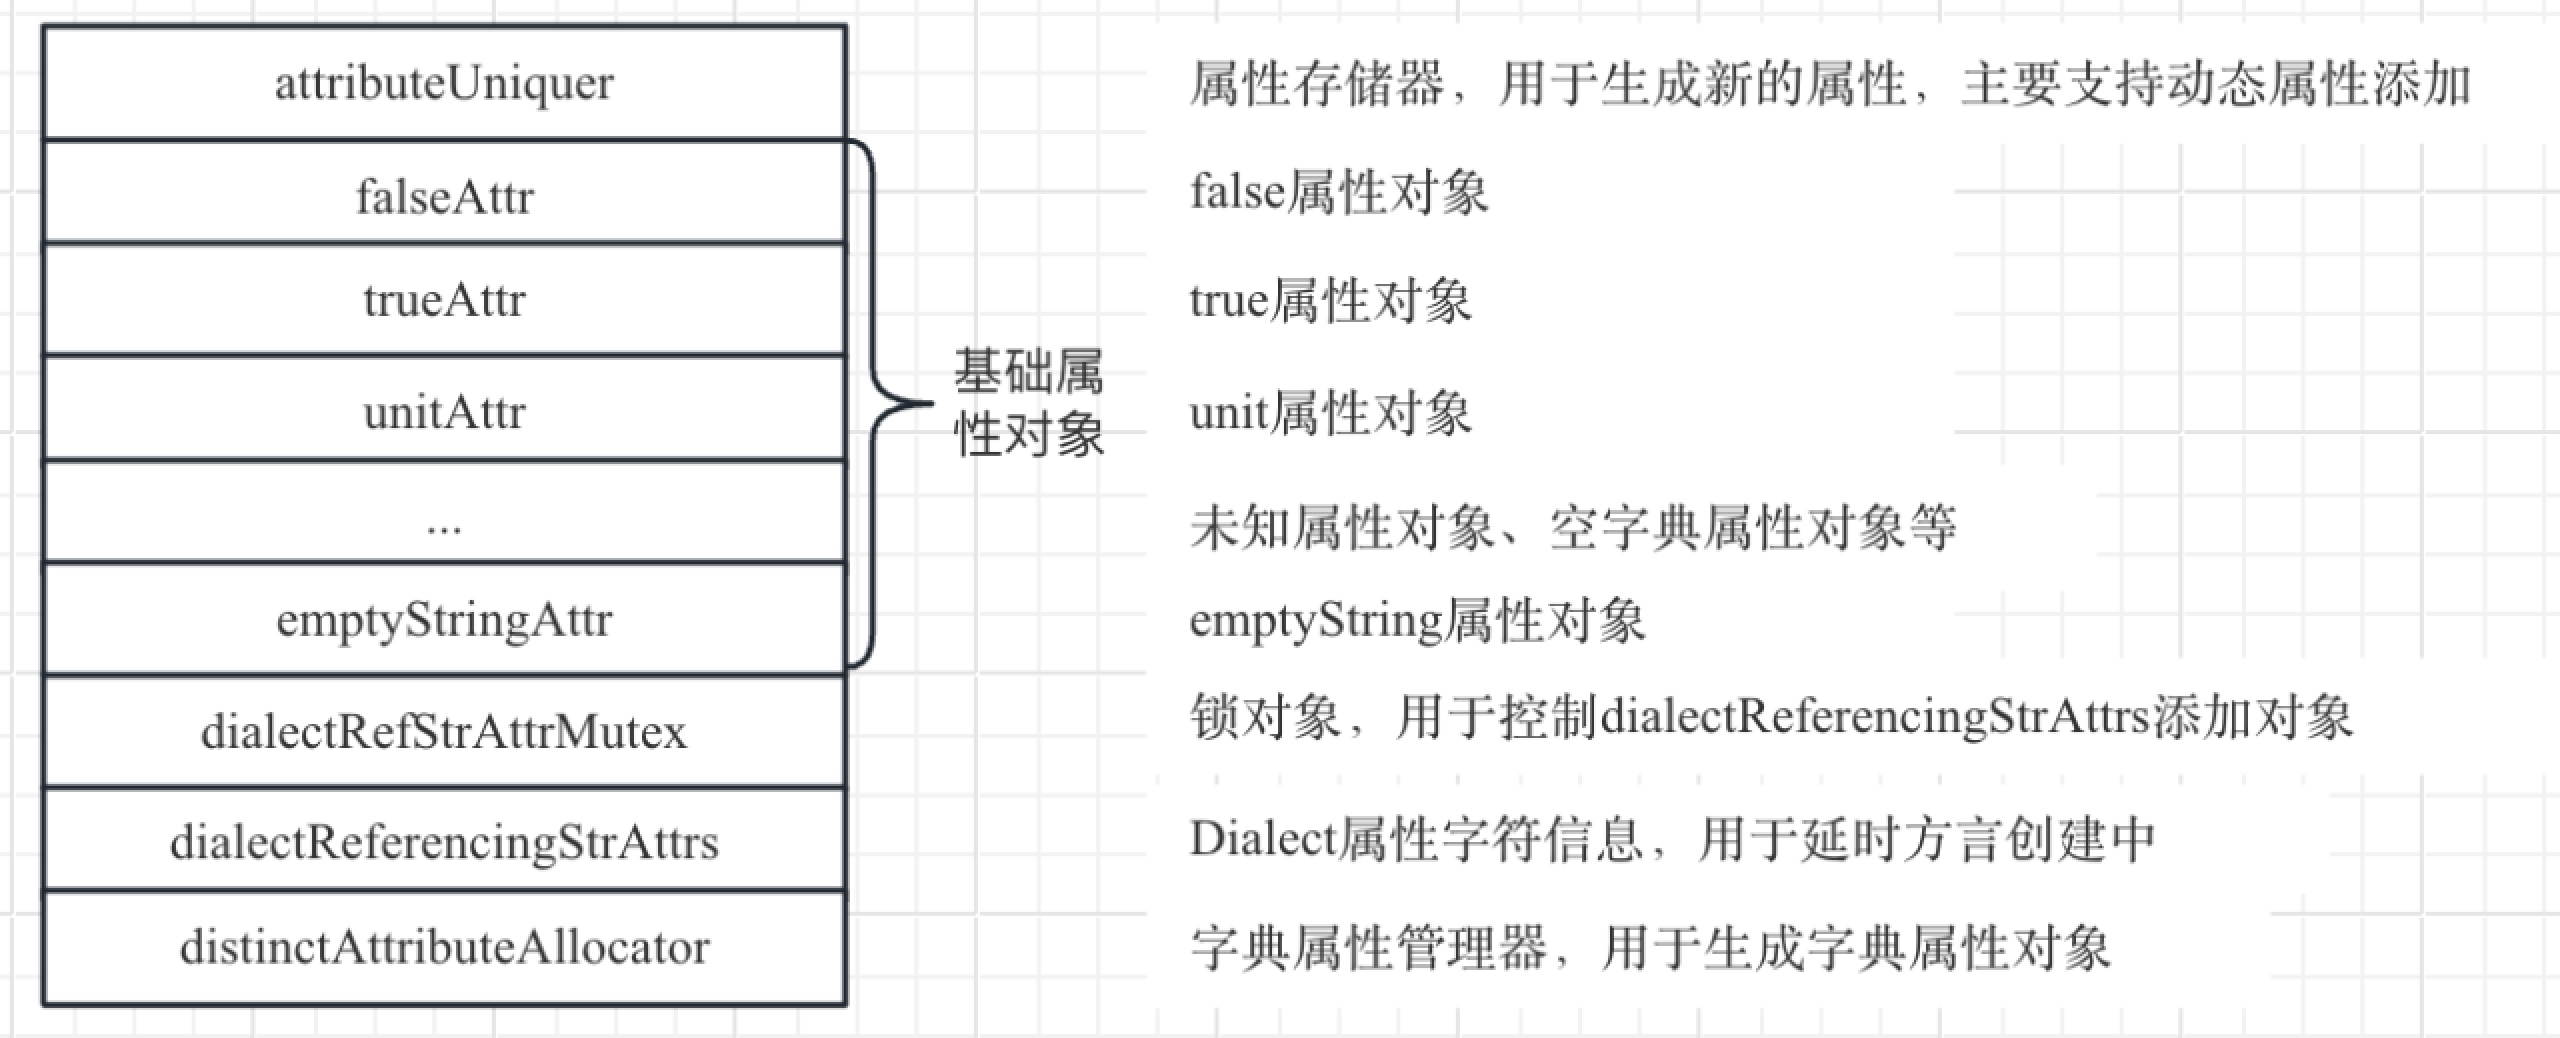 attributeUniquer
属性存储器，用于生成新的属性，主要支持动态属性添加
falseAttr
false属性对象
trueAttr
true属性对象
基础属
性对象
unitAttr
unit属性对象
...
未知属性对象、空字典属性对象等
emptyStringAttr
emptyString属性对象
dialectRefStrAttrMutex
锁对象，用于控制dialectReferencingStrAttrs添加对象
dialectReferencingStrAttrs
Dialect属性字符信息，用于延时方言创建中
distinctAttributeAllocator
字典属性管理器，用于生成字典属性对象